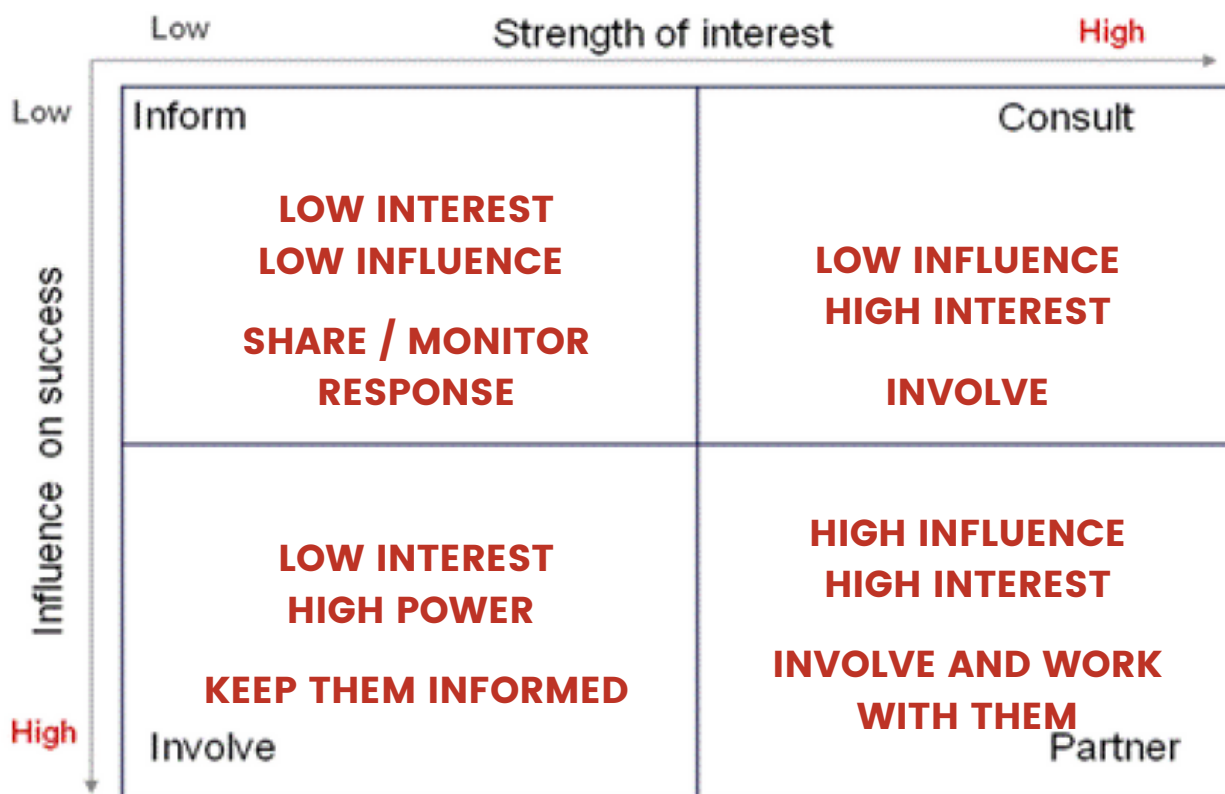 Low
Strength of interest
High
Low
Influence on success
High
Inform
LOW INTEREST
LOW INFLUENCE
SHARE / MONITOR
RESPONSE
Consult
LOW INFLUENCE
HIGH INTEREST
INVOLVE
LOW INTEREST
HIGH POWER
KEEP THEM INFORMED
Involve
HIGH INFLUENCE
HIGH INTEREST
INVOLVE AND WORK
WITH THEM
Partner